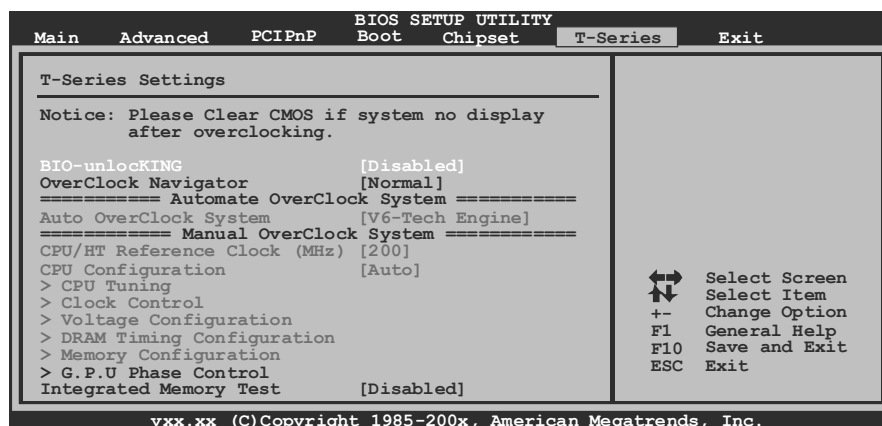 BIOS SETUP UTILITY
Main Advanced PCIPnP Boot Chipset T-Series Exit
T-Series Settings
Notice: Please Clear CMOS if system no display
after overclocking.
BIO-unlocKING [Disabled]
OverClock Navigator [Normal]
=========== Automate OverClock System ===========
Auto OverClock System [V6-Tech Engine]
============ Manual OverClock System ============
CPU/HT Reference Clock (MHz) [200]
CPU Configuration [Auto]
> CPU Tuning
> Clock Control
> Voltage Configuration
> DRAM Timing Configuration
> Memory Configuration
> G.P.U Phase Control
Integrated Memory Test [Disabled]
Select Screen
Select Item
+- Change Option
F1 General Help
F10 Save and Exit
ESC Exit
vxx.xx (C)Copyright 1985-200x, American Megatrends, Inc.